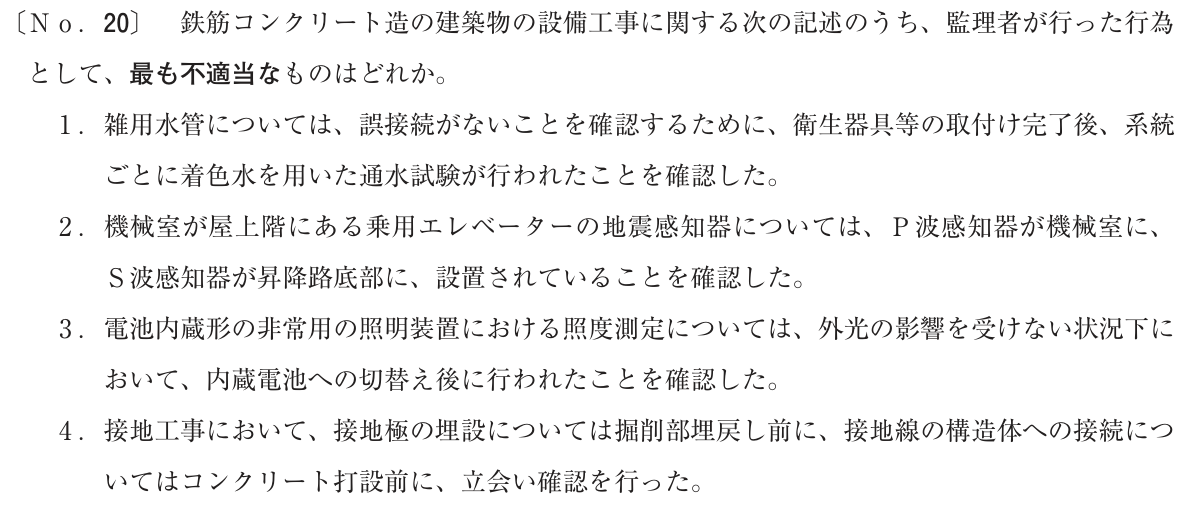 〔Ｎｏ．20〕　鉄筋コンクリート造の建築物の設備工事に関する次の記述のうち、監理者が行った行為
として、最も不適当なものはどれか。
１．雑用水管については、誤接続がないことを確認するために、衛生器具等の取付け完了後、系統
ごとに着色水を用いた通水試験が行われたことを確認した。
２．機械室が屋上階にある乗用エレベーターの地震感知器については、Ｐ波感知器が機械室に、
Ｓ波感知器が昇降路底部に、設置されていることを確認した。
３．電池内蔵形の非常用の照明装置における照度測定については、外光の影響を受けない状況下に
おいて、内蔵電池への切替え後に行われたことを確認した。
４．接地工事において、接地極の埋設については掘削部埋戻し前に、接地線の構造体への接続につ
いてはコンクリート打設前に、立会い確認を行った。